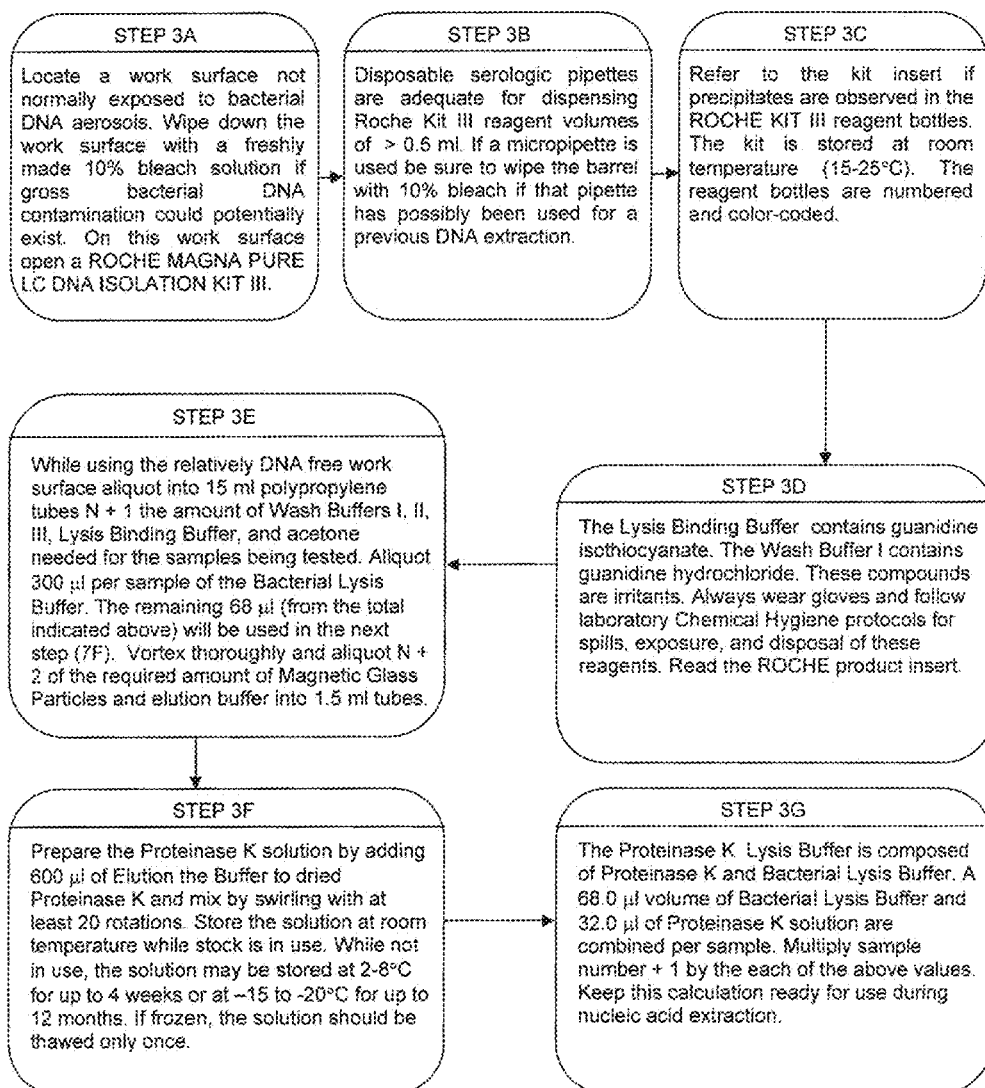 STEP 3A
Locate a work surface not
normally exposed to bacterial
DNA aerosols. Wipe down the
work surface with a freshly
made 10% bleach solution if
gross bacterial DNA
contamination could potentially
exist. On this work surface
open a ROCHE MAGNA PURE
LC DNA ISOLATION KIT III.
STEP 3B
Disposable serologic pipettes
are adequate for dispensing
Roche Kit III reagent volumes
of > 0.5 ml. If a micropipette is
used be sure to wipe the barrel
with 10% bleach if that pipette
has possibly been used for a
previous DNA extraction.
STEP 3C
Refer to the kit insert if
precipitates are observed in the
ROCHE KIT III reagent bottles.
The kit is stored at room
temperature (15-25°C). The
reagent bottles are numbered
and color-coded.
STEP 3D
The Lysis Binding Buffer contains guanidine
isothiocyanate. The Wash Buffer I contains
guanidine hydrochloride. These compounds
are irritants. Always wear gloves and follow
laboratory Chemical Hygiene protocols for
spills, exposure, and disposal of these
reagents. Read the ROCHE product insert.
STEP 3E
While using the relatively DNA free work
surface aliquot into 15 ml polypropylene
tubes N + 1 the amount of Wash Buffers I, II,
III, Lysis Binding Buffer, and acetone
needed for the samples being tested. Aliquot
300 µl per sample of the Bacterial Lysis
Buffer. The remaining 68 µl (from the total
indicated above) will be used in the next
step (7F). Vortex thoroughly and aliquot N +
2 of the required amount of Magnetic Glass
Particles and elution buffer into 1.5 ml tubes.
STEP 3F
Prepare the Proteinase K solution by adding
600 µl of Elution the Buffer to dried
Proteinase K and mix by swirling with at
least 20 rotations. Store the solution at room
temperature while stock is in use. While not
in use, the solution may be stored at 2-8°C
for up to 4 weeks or at –15 to -20°C for up to
12 months. If frozen, the solution should be
thawed only once.
STEP 3G
The Proteinase K Lysis Buffer is composed
of Proteinase K and Bacterial Lysis Buffer. A
68.0 µl volume of Bacterial Lysis Buffer and
32.0 µl of Proteinase K solution are
combined per sample. Multiply sample
number + 1 by the each of the above values.
Keep this calculation ready for use during
nucleic acid extraction.